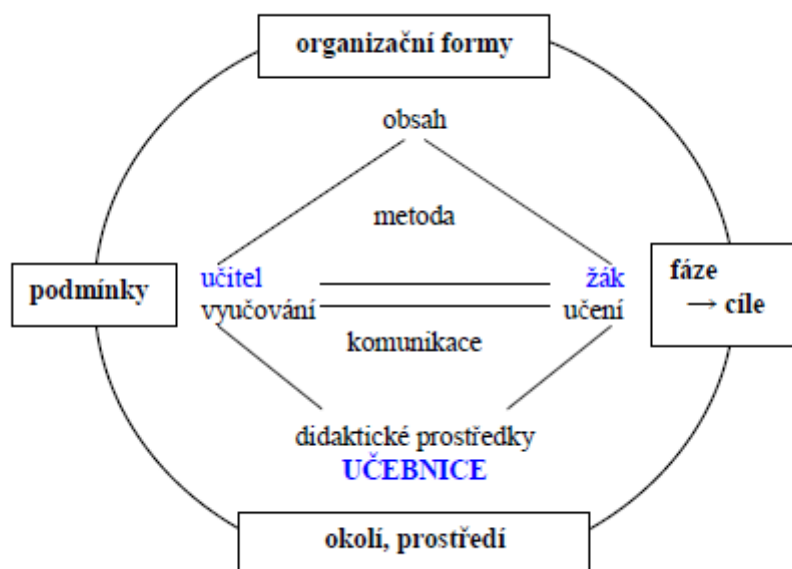 organizační formy
obsah
metoda
podmínky
učitel
vyučování
žák
učení
fáze
→ cíle
komunikace
didaktické prostředky
UČEBNICE
okolí, prostředí